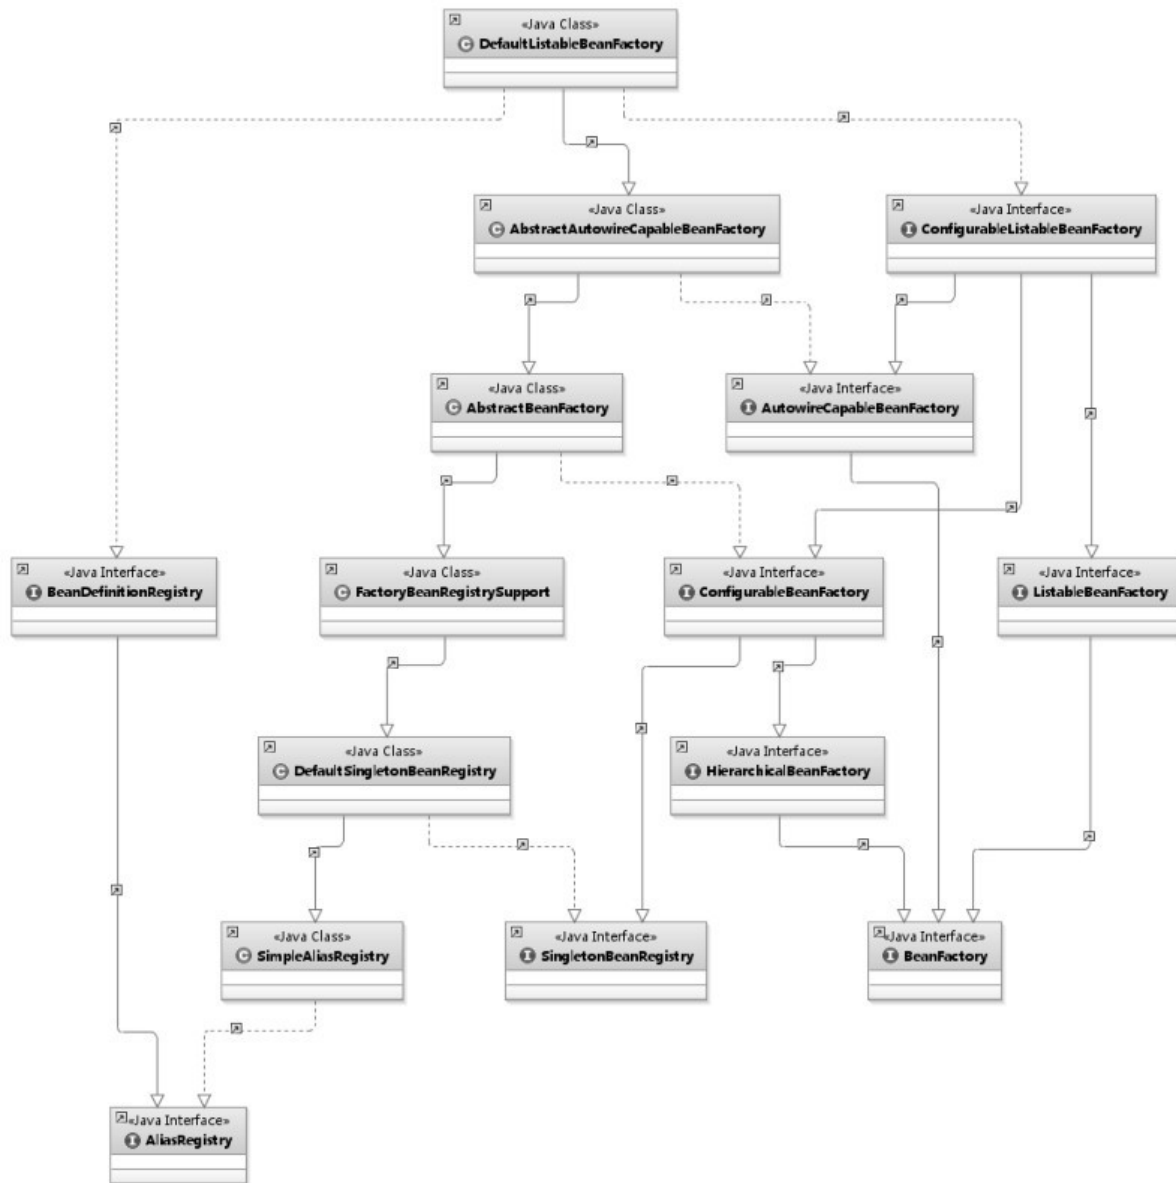 «Java Class»
DefaultListableBeanFactory
«Java Class»
AbstractAutowireCapableBeanFactory
«Java Interface»
ConfigurableListableBeanFactory
«Java Class»
AbstractBeanFactory
«Java Interface»
AutowireCapableBeanFactory
«Java Interface»
BeanDefinitionRegistry
«Java Class»
FactoryBeanRegistrySupport
«Java Interface»
ConfigurableBeanFactory
«Java Interface»
ListableBeanFactory
«Java Class»
DefaultSingletonBeanRegistry
«Java Interface»
HierarchicalBeanFactory
«Java Class»
SimpleAliasRegistry
«Java Interface»
SingletonBeanRegistry
«Java Interface»
BeanFactory
«Java Interface»
AliasRegistry